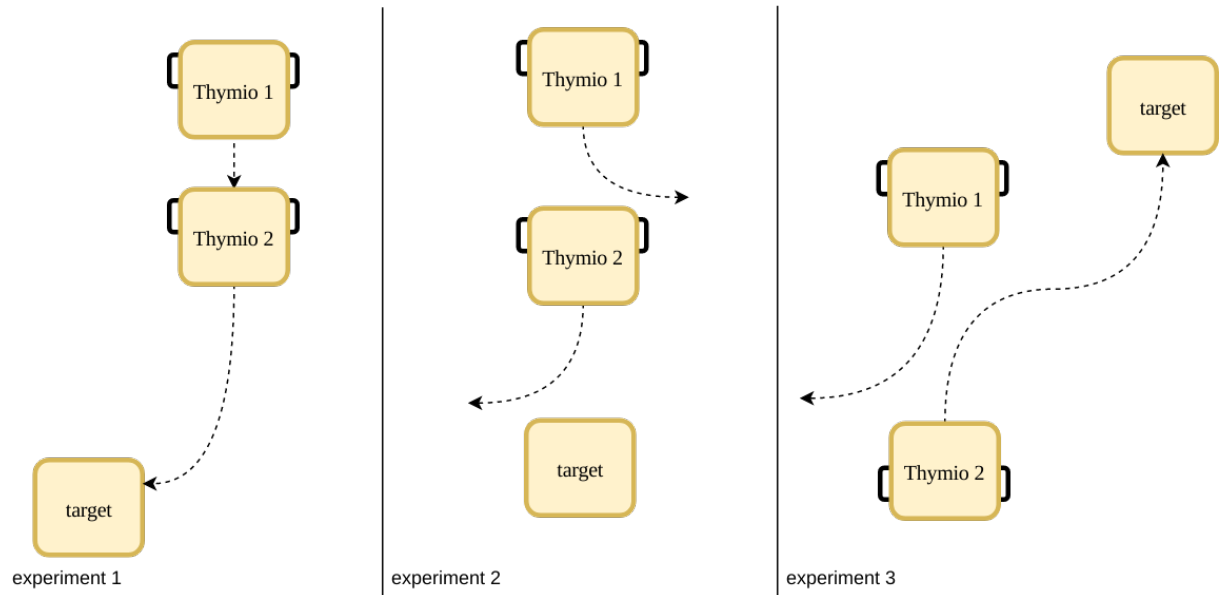 Thymio 1
Thymio 2
target
experiment 1
Thymio 1
Thymio 2
target
experiment 2
target
Thymio 1
Thymio 2
experiment 3